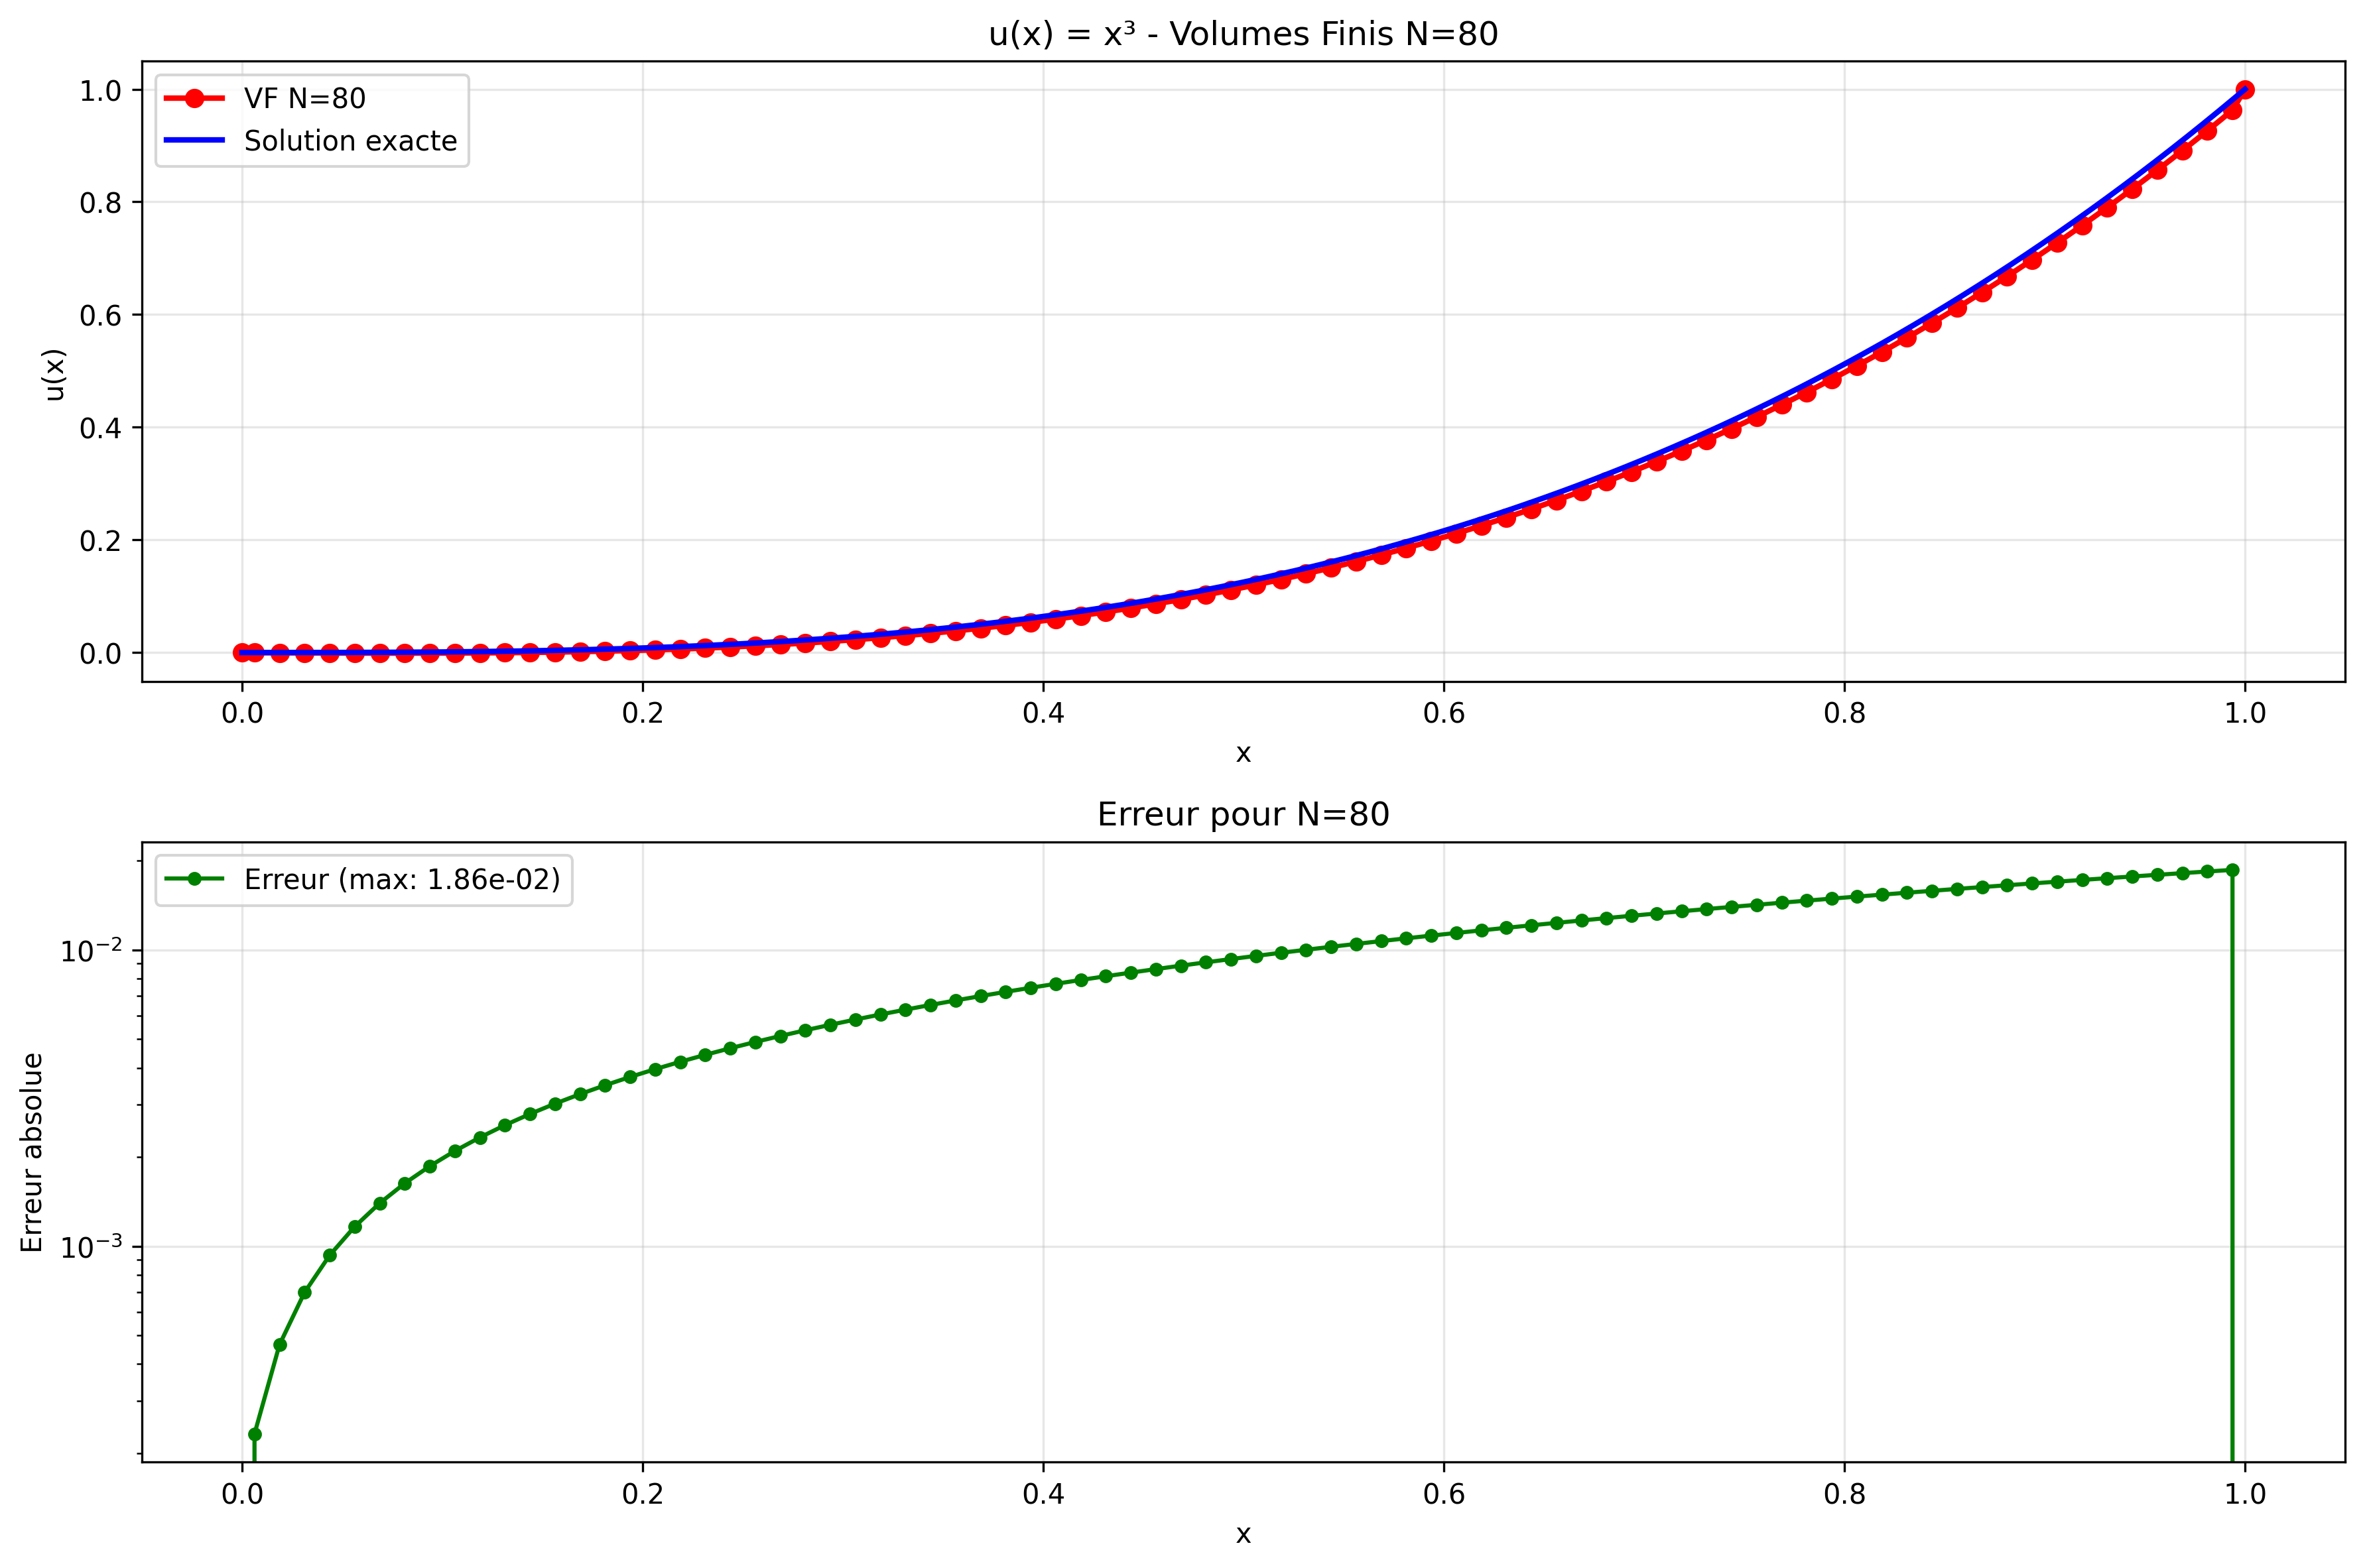 u(x) = x³ - Volumes Finis N=80
VF N=80
Solution exacte
1.0
0.8
0.6
0.4
0.2
0.0
u(x)
0.0 0.2 0.4 0.6 0.8 1.0
x
Erreur pour N=80
Erreur (max: 1.86e-02)
10⁻²
10⁻³
Erreur absolue
0.0 0.2 0.4 0.6 0.8 1.0
x